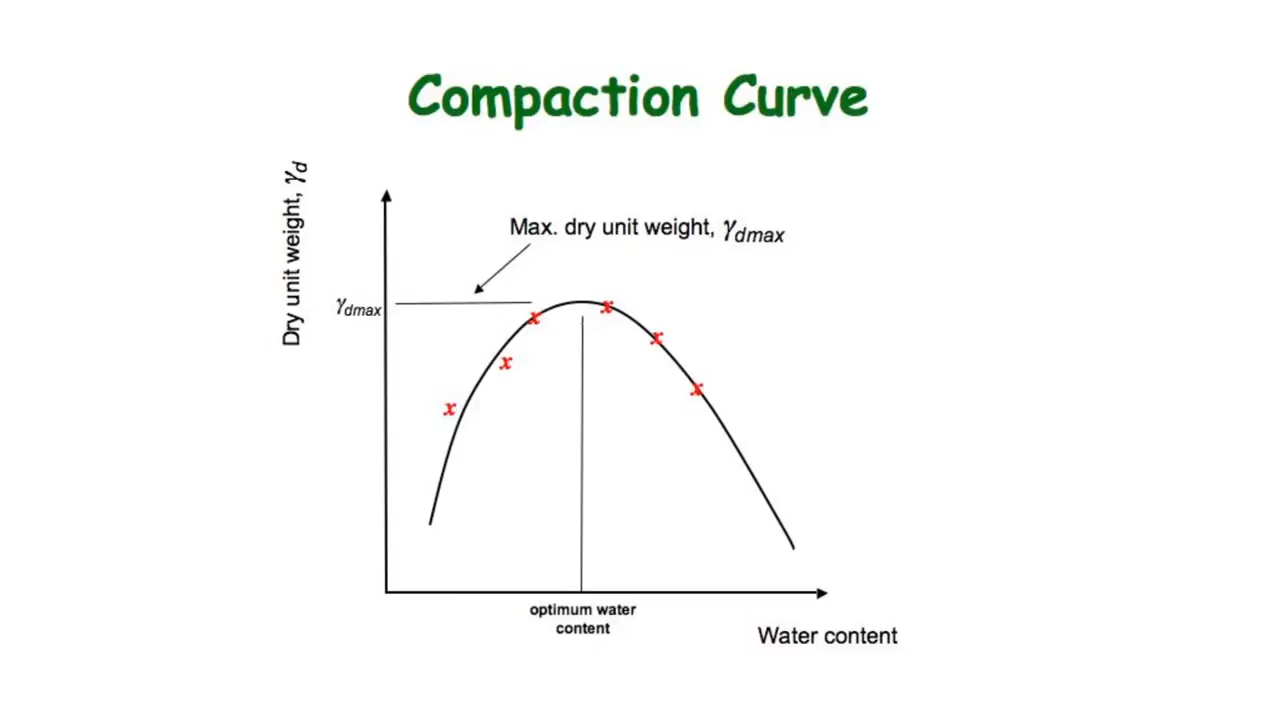 Compaction Curve
Dry unit weight, γd
Max. dry unit weight, γdmax
γdmax
x
x
x
x
x
x
optimum water
content
Water content